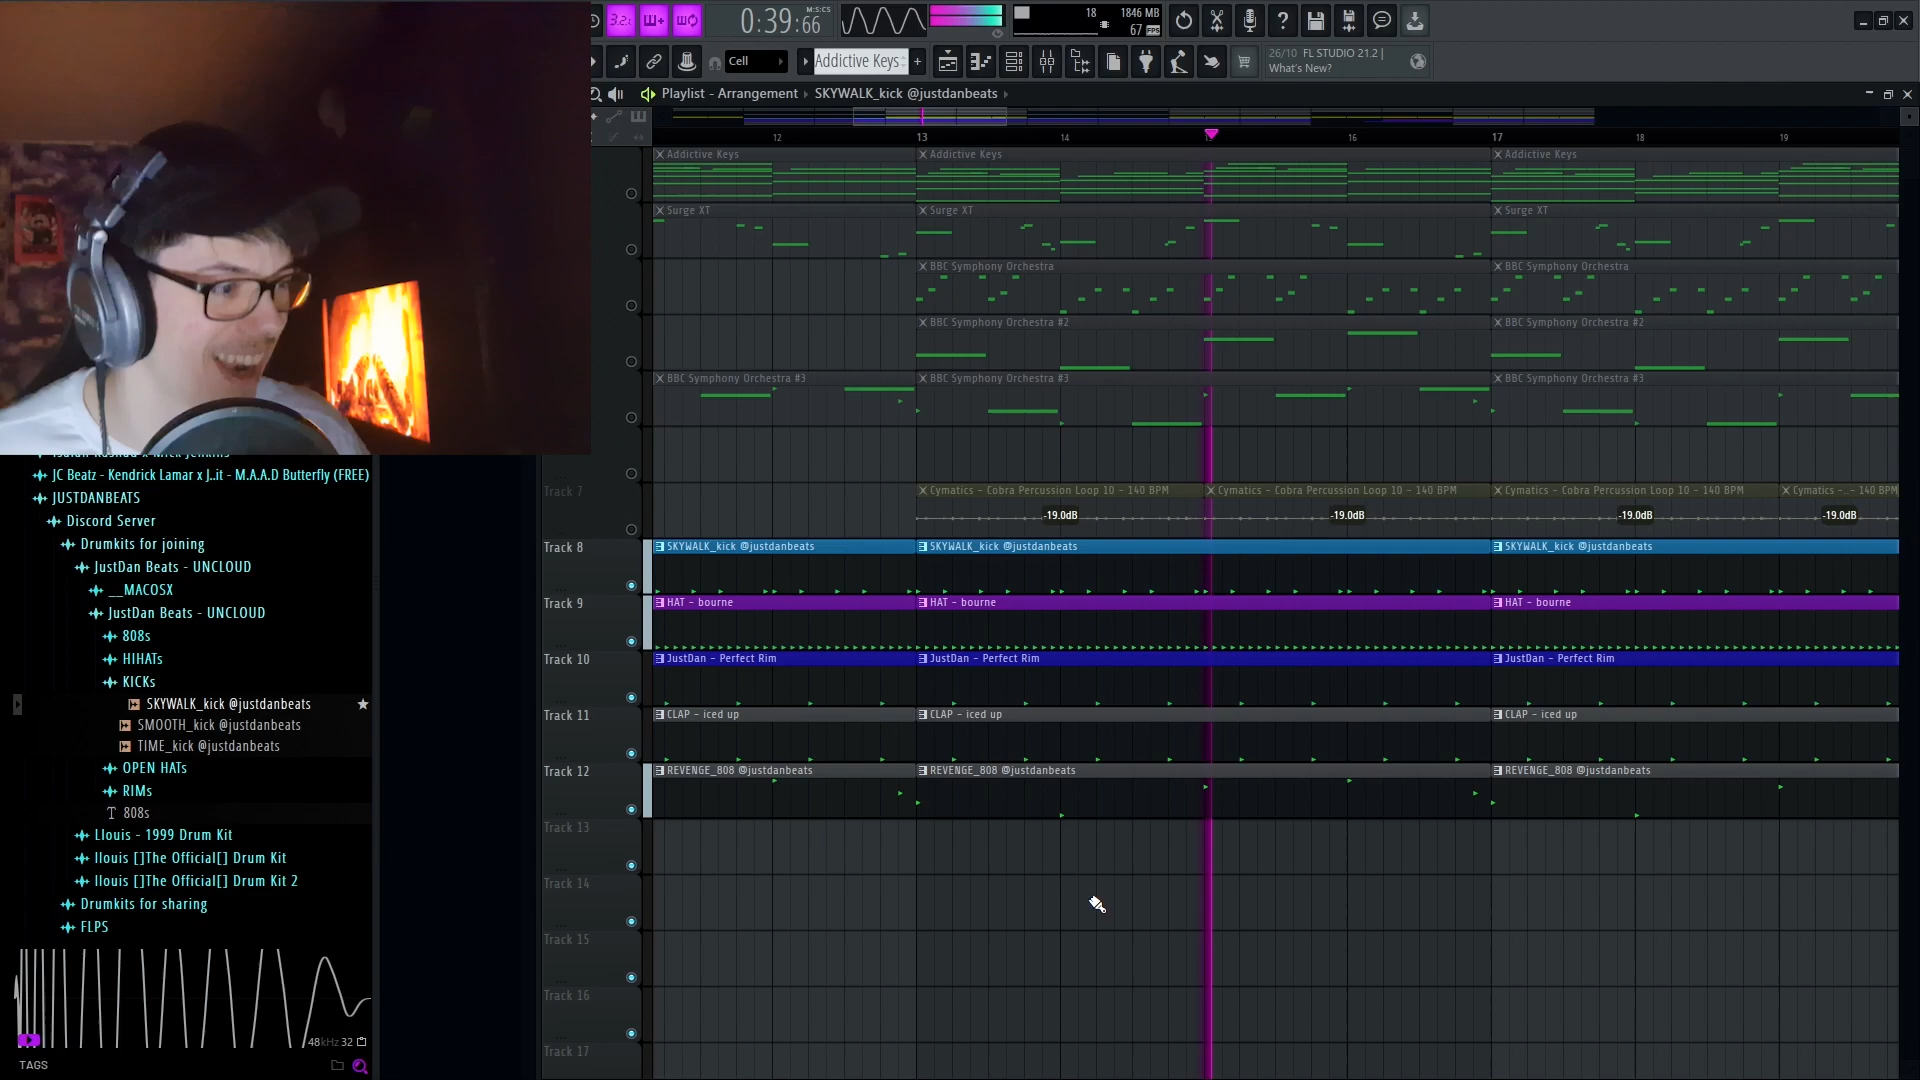 3.2:
0:39:66
M:S:CS
18
1846 MB
67
FPS
Cell
Addictive Keys
+
26/10 FL STUDIO 21.2 |
What's New?
Playlist - Arrangement
SKYWALK_kick @justdanbeats
12
13
14
16
17
18
19
Addictive Keys
Addictive Keys
Addictive Keys
Surge XT
Surge XT
Surge XT
BBC Symphony Orchestra
BBC Symphony Orchestra
BBC Symphony Orchestra #2
BBC Symphony Orchestra #2
BBC Symphony Orchestra #3
BBC Symphony Orchestra #3
BBC Symphony Orchestra #3
Track 7
Cymatics - Cobra Percussion Loop 10 - 140 BPM
Cymatics - Cobra Percussion Loop 10 - 140 BPM
Cymatics - Cobra Percussion Loop 10 - 140 BPM
Cymatics -..- 140 BPM
-19.0dB
-19.0dB
-19.0dB
-19.0dB
Track 8
SKYWALK_kick @justdanbeats
SKYWALK_kick @justdanbeats
SKYWALK_kick @justdanbeats
Track 9
HAT - bourne
HAT - bourne
HAT - bourne
Track 10
JustDan - Perfect Rim
JustDan - Perfect Rim
JustDan - Perfect Rim
Track 11
CLAP - iced up
CLAP - iced up
CLAP - iced up
Track 12
REVENGE_808 @justdanbeats
REVENGE_808 @justdanbeats
REVENGE_808 @justdanbeats
Track 13
Track 14
Track 15
Track 16
Track 17
JC Beatz - Kendrick Lamar x J..it - M.A.A.D Butterfly (FREE)
JUSTDANBEATS
Discord Server
Drumkits for joining
JustDan Beats - UNCLOUD
__MACOSX
JustDan Beats - UNCLOUD
808s
HIHATs
KICKs
SKYWALK_kick @justdanbeats
SMOOTH_kick @justdanbeats
TIME_kick @justdanbeats
OPEN HATs
RIMs
808s
Llouis - 1999 Drum Kit
llouis []The Official[] Drum Kit
llouis []The Official[] Drum Kit 2
Drumkits for sharing
FLPS
48kHz 32
TAGS